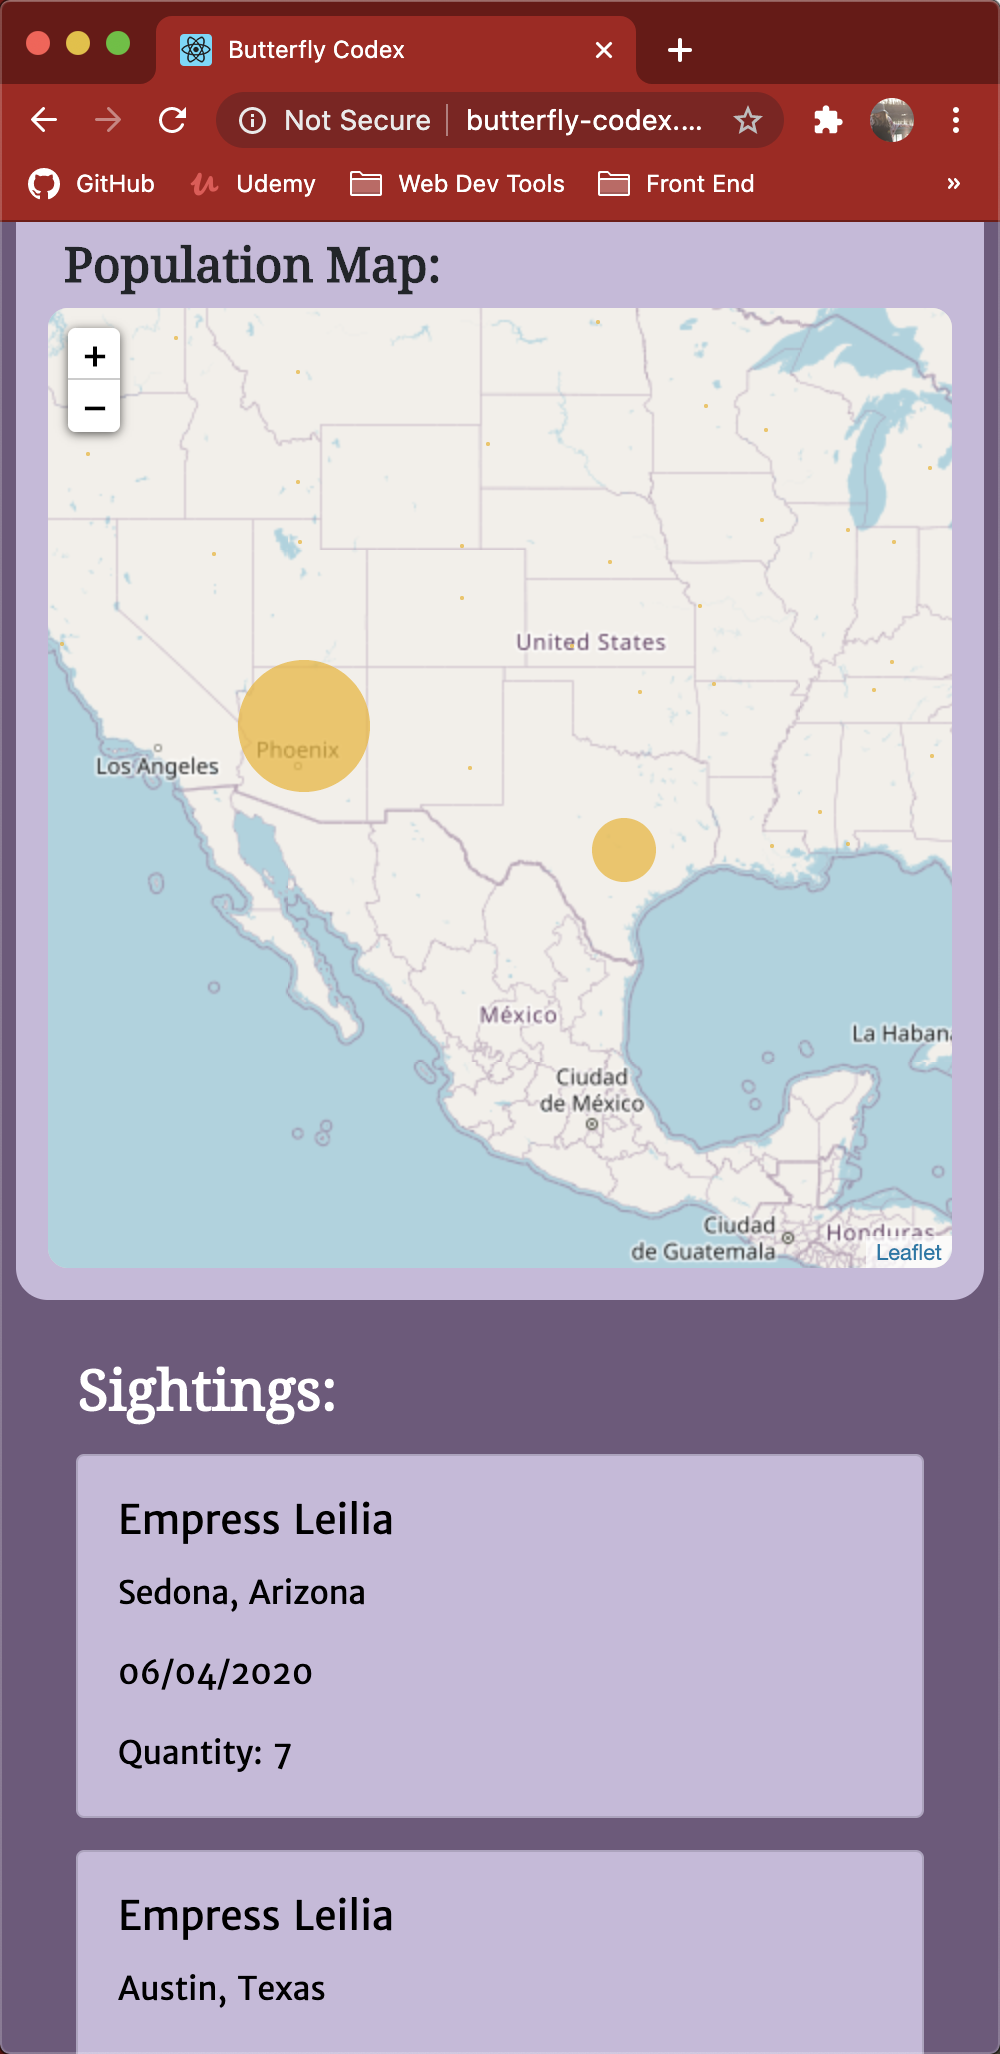 Butterfly Codex
Not Secure butterfly-codex....
GitHub Udemy Web Dev Tools Front End »
Population Map:
+
−
United States
Phoenix
Los Angeles
México
La Haban
Ciudad
de México
Ciudad
de Guatemala
Honduras
Leaflet
Sightings:
Empress Leilia
Sedona, Arizona
06/04/2020
Quantity: 7
Empress Leilia
Austin, Texas